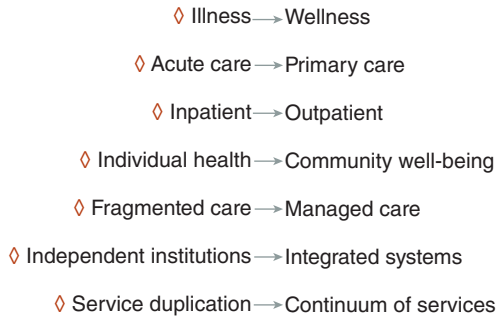 ◊ Illness → Wellness
◊ Acute care → Primary care
◊ Inpatient → Outpatient
◊ Individual health → Community well-being
◊ Fragmented care → Managed care
◊ Independent institutions → Integrated systems
◊ Service duplication → Continuum of services